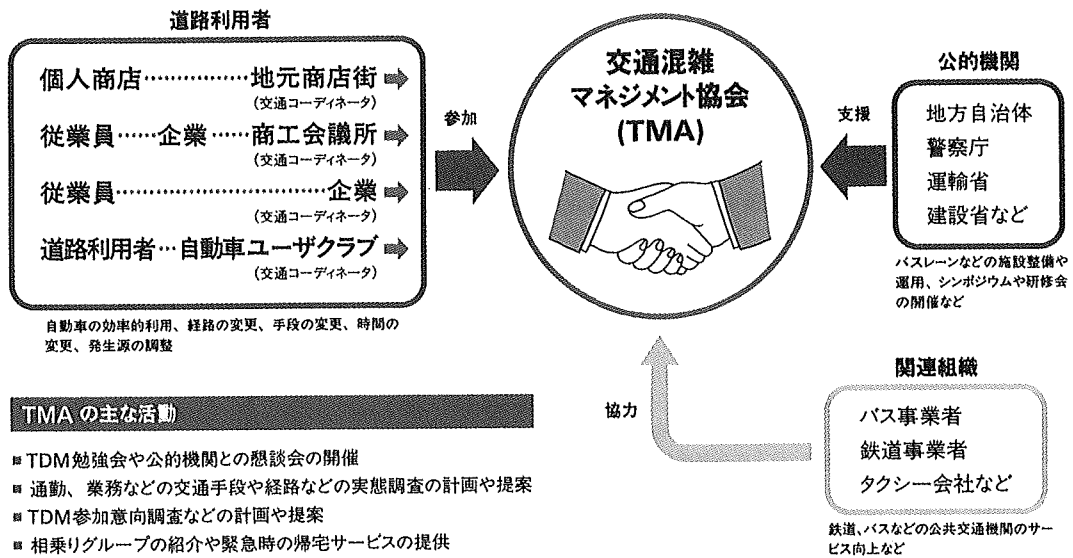 道路利用者
個人商店……………地元商店街
(交通コーディネータ)
従業員……企業……商工会議所
(交通コーディネータ)
従業員…………………………企業
(交通コーディネータ)
道路利用者…自動車ユーザクラブ
(交通コーディネータ)
自動車の効率的利用、経路の変更、手段の変更、時間の
変更、発生源の調整
参加
交通混雑
マネジメント協会
(TMA)
支援
公的機関
地方自治体
警察庁
運輸省
建設省など
バスレーンなどの施設整備や
運用、シンポジウムや研修会
の開催など
協力
関連組織
バス事業者
鉄道事業者
タクシー会社など
鉄道、バスなどの公共交通機関のサー
ビス向上など
TMAの主な活動
TDM勉強会や公的機関との懇談会の開催
通勤、業務などの交通手段や経路などの実態調査の計画や提案
TDM参加意向調査などの計画や提案
相乗りグループの紹介や緊急時の帰宅サービスの提供